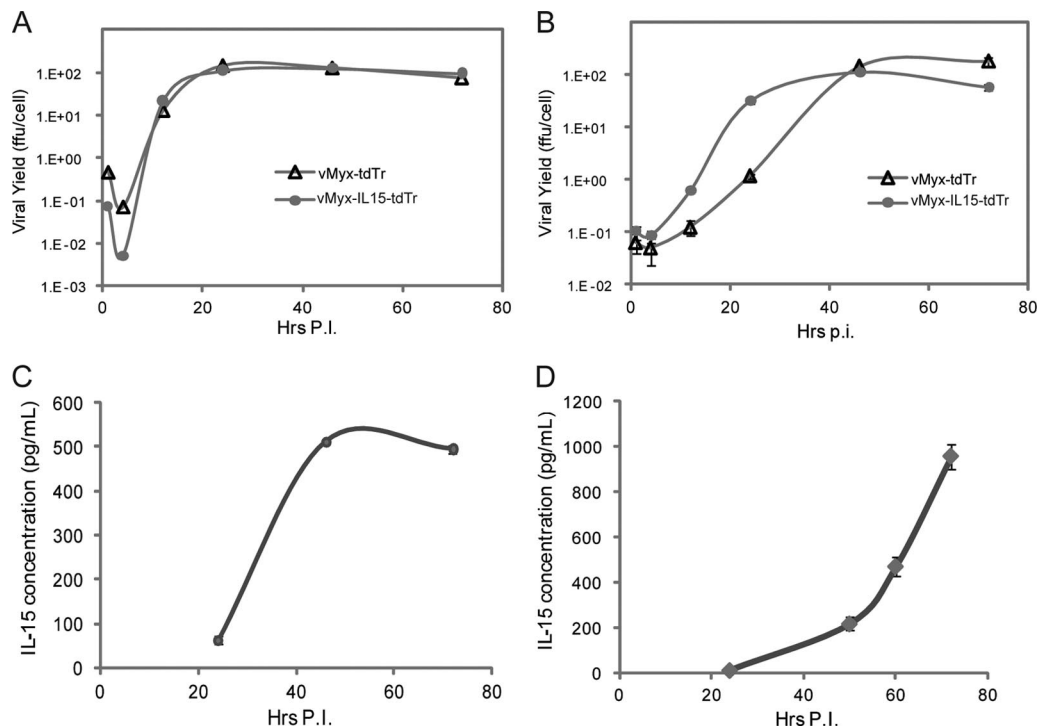 A
Viral Yield (ffu/cell)
1.E+02
1.E+01
1.E+00
1.E-01
1.E-02
1.E-03
0
20
40
60
80
Hrs P.I.
vMyx-tdTr
vMyx-IL15-tdTr
B
Viral Yield (ffu/cell)
1.E+02
1.E+01
1.E+00
1.E-01
1.E-02
0
20
40
60
80
Hrs p.i.
vMyx-tdTr
vMyx-IL15-tdTr
C
IL-15 concentration (pg/mL)
600
500
400
300
200
100
0
0
20
40
60
80
Hrs P.I.
D
IL-15 concentration (pg/mL)
1200
1000
800
600
400
200
0
0
20
40
60
80
Hrs P.I.